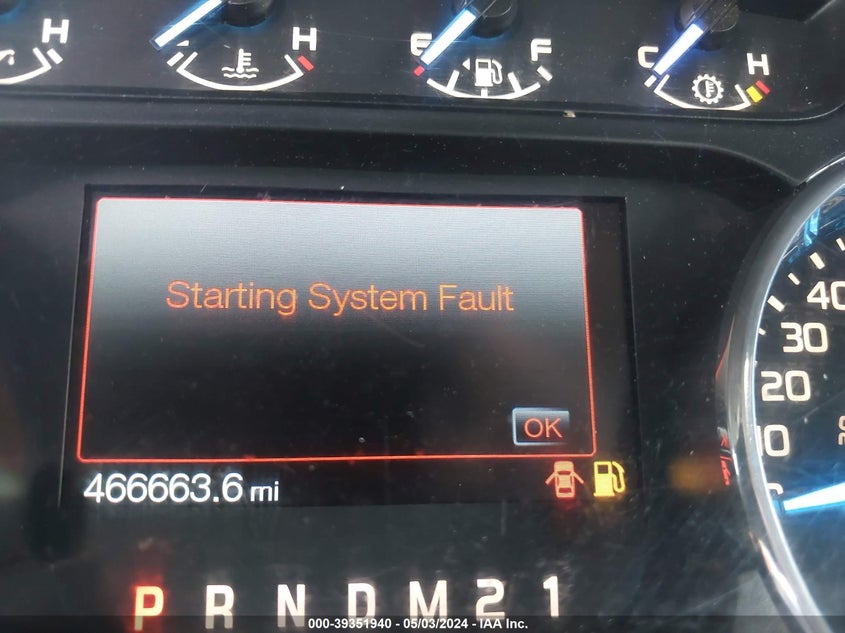 H H E F C H
Starting System Fault
OK
466663.6 mi
40
30
20
10
0
P R N D M 2 1
000-39351940 - 05/03/2024 - IAA Inc.